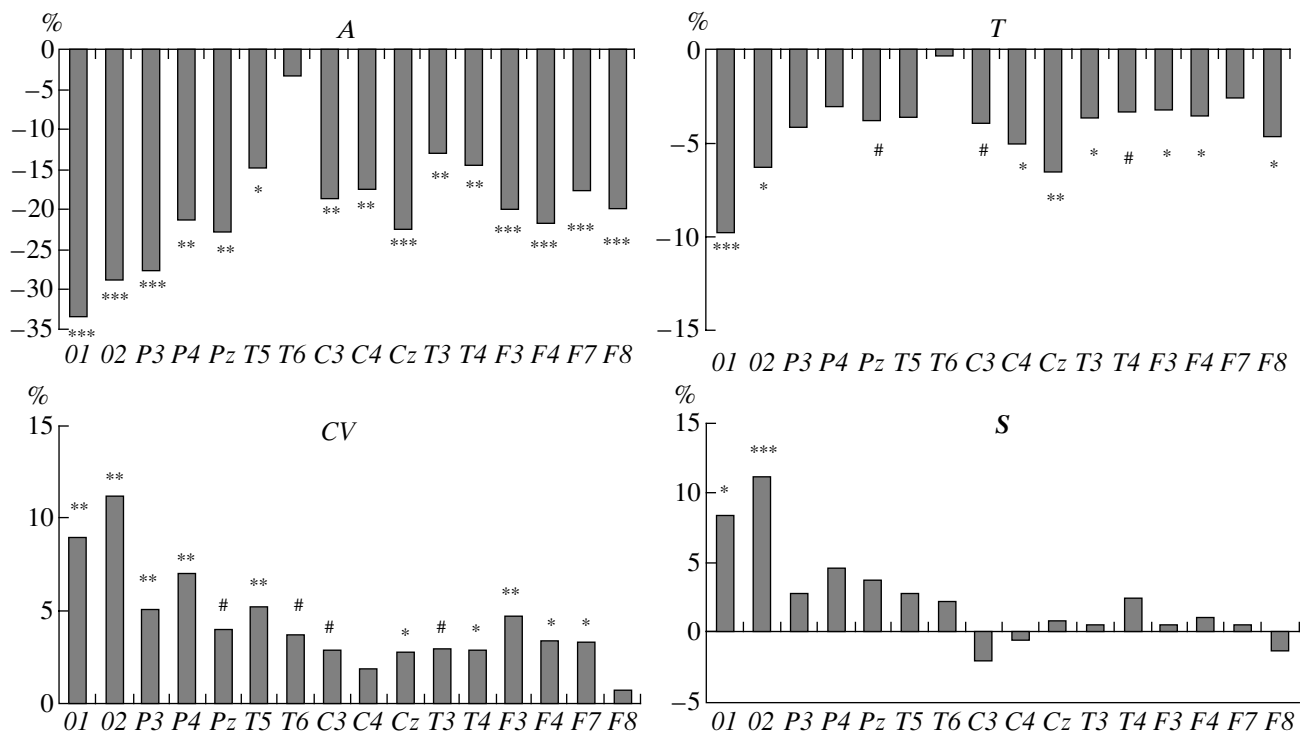 %
A
0
−5
−10
−15
−20
−25
−30
−35
*
** ** ** **
** ** *** *** *** *** ***
*** ***
***
01 02 P3 P4 Pz T5 T6 C3 C4 Cz T3 T4 F3 F4 F7 F8
%
T
0
−5
−10
−15
# # * # * *
* * ** *
***
01 02 P3 P4 Pz T5 T6 C3 C4 Cz T3 T4 F3 F4 F7 F8
%
CV
15
10
5
0
** **
** ** # ** # # * # * ** * *
01 02 P3 P4 Pz T5 T6 C3 C4 Cz T3 T4 F3 F4 F7 F8
%
S
15
10
5
0
−5
* ***
01 02 P3 P4 Pz T5 T6 C3 C4 Cz T3 T4 F3 F4 F7 F8